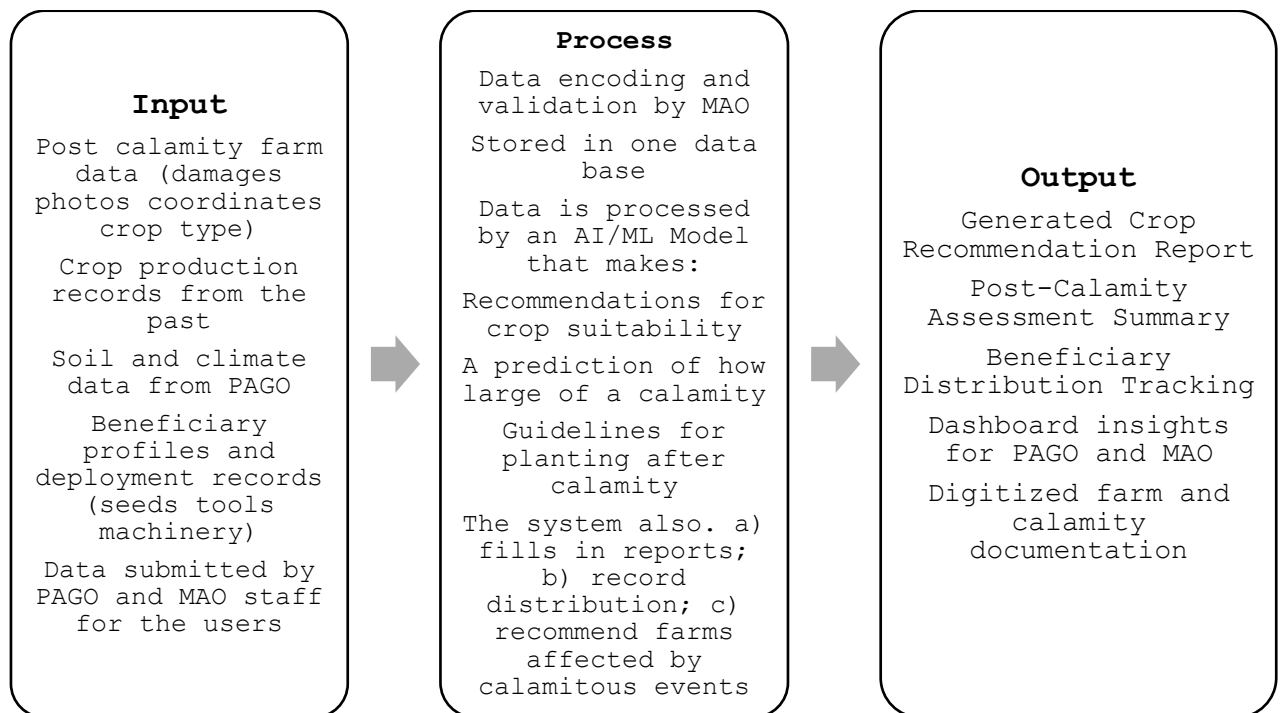 Input
Post calamity farm
data (damages
photos coordinates
crop type)
Crop production
records from the
past
Soil and climate
data from PAGO
Beneficiary
profiles and
deployment records
(seeds tools
machinery)
Data submitted by
PAGO and MAO staff
for the users
Process
Data encoding and
validation by MAO
Stored in one data
base
Data is processed
by an AI/ML Model
that makes:
Recommendations for
crop suitability
A prediction of how
large of a calamity
Guidelines for
planting after
calamity
The system also. a)
fills in reports;
b) record
distribution; c)
recommend farms
affected by
calamitous events
Output
Generated Crop
Recommendation Report
Post-Calamity
Assessment Summary
Beneficiary
Distribution Tracking
Dashboard insights
for PAGO and MAO
Digitized farm and
calamity
documentation